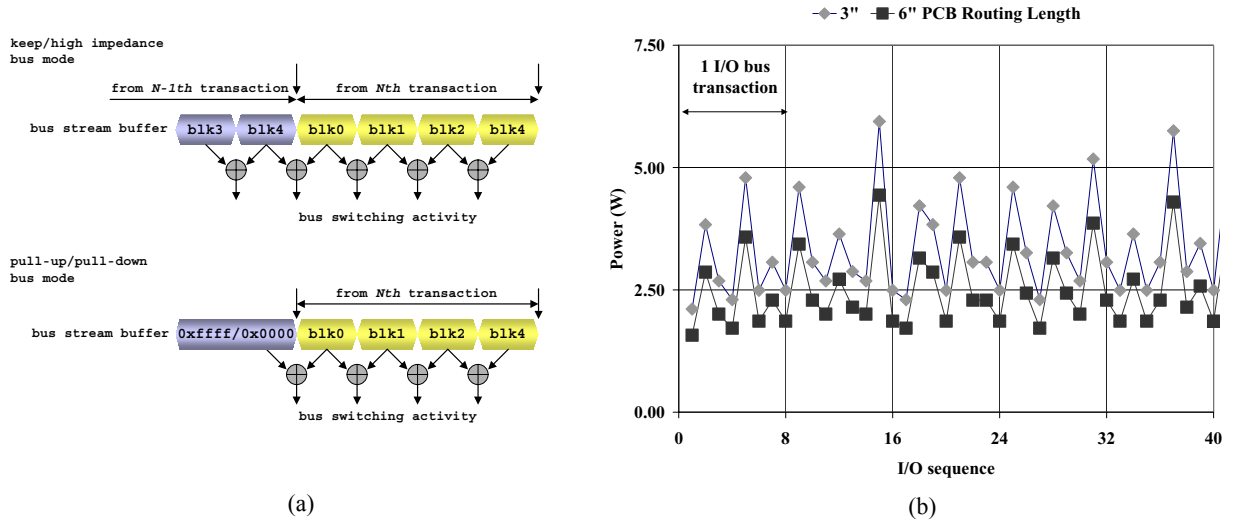 keep/high impedance
bus mode
from N-1th transaction
from Nth transaction
bus stream buffer
blk3
blk4
blk0
blk1
blk2
blk4
bus switching activity
pull-up/pull-down
bus mode
from Nth transaction
bus stream buffer
0xffff/0x0000
blk0
blk1
blk2
blk4
bus switching activity
(a)
3"
6" PCB Routing Length
7.50
5.00
2.50
0.00
Power (W)
1 I/O bus
transaction
0
8
16
24
32
40
I/O sequence
(b)